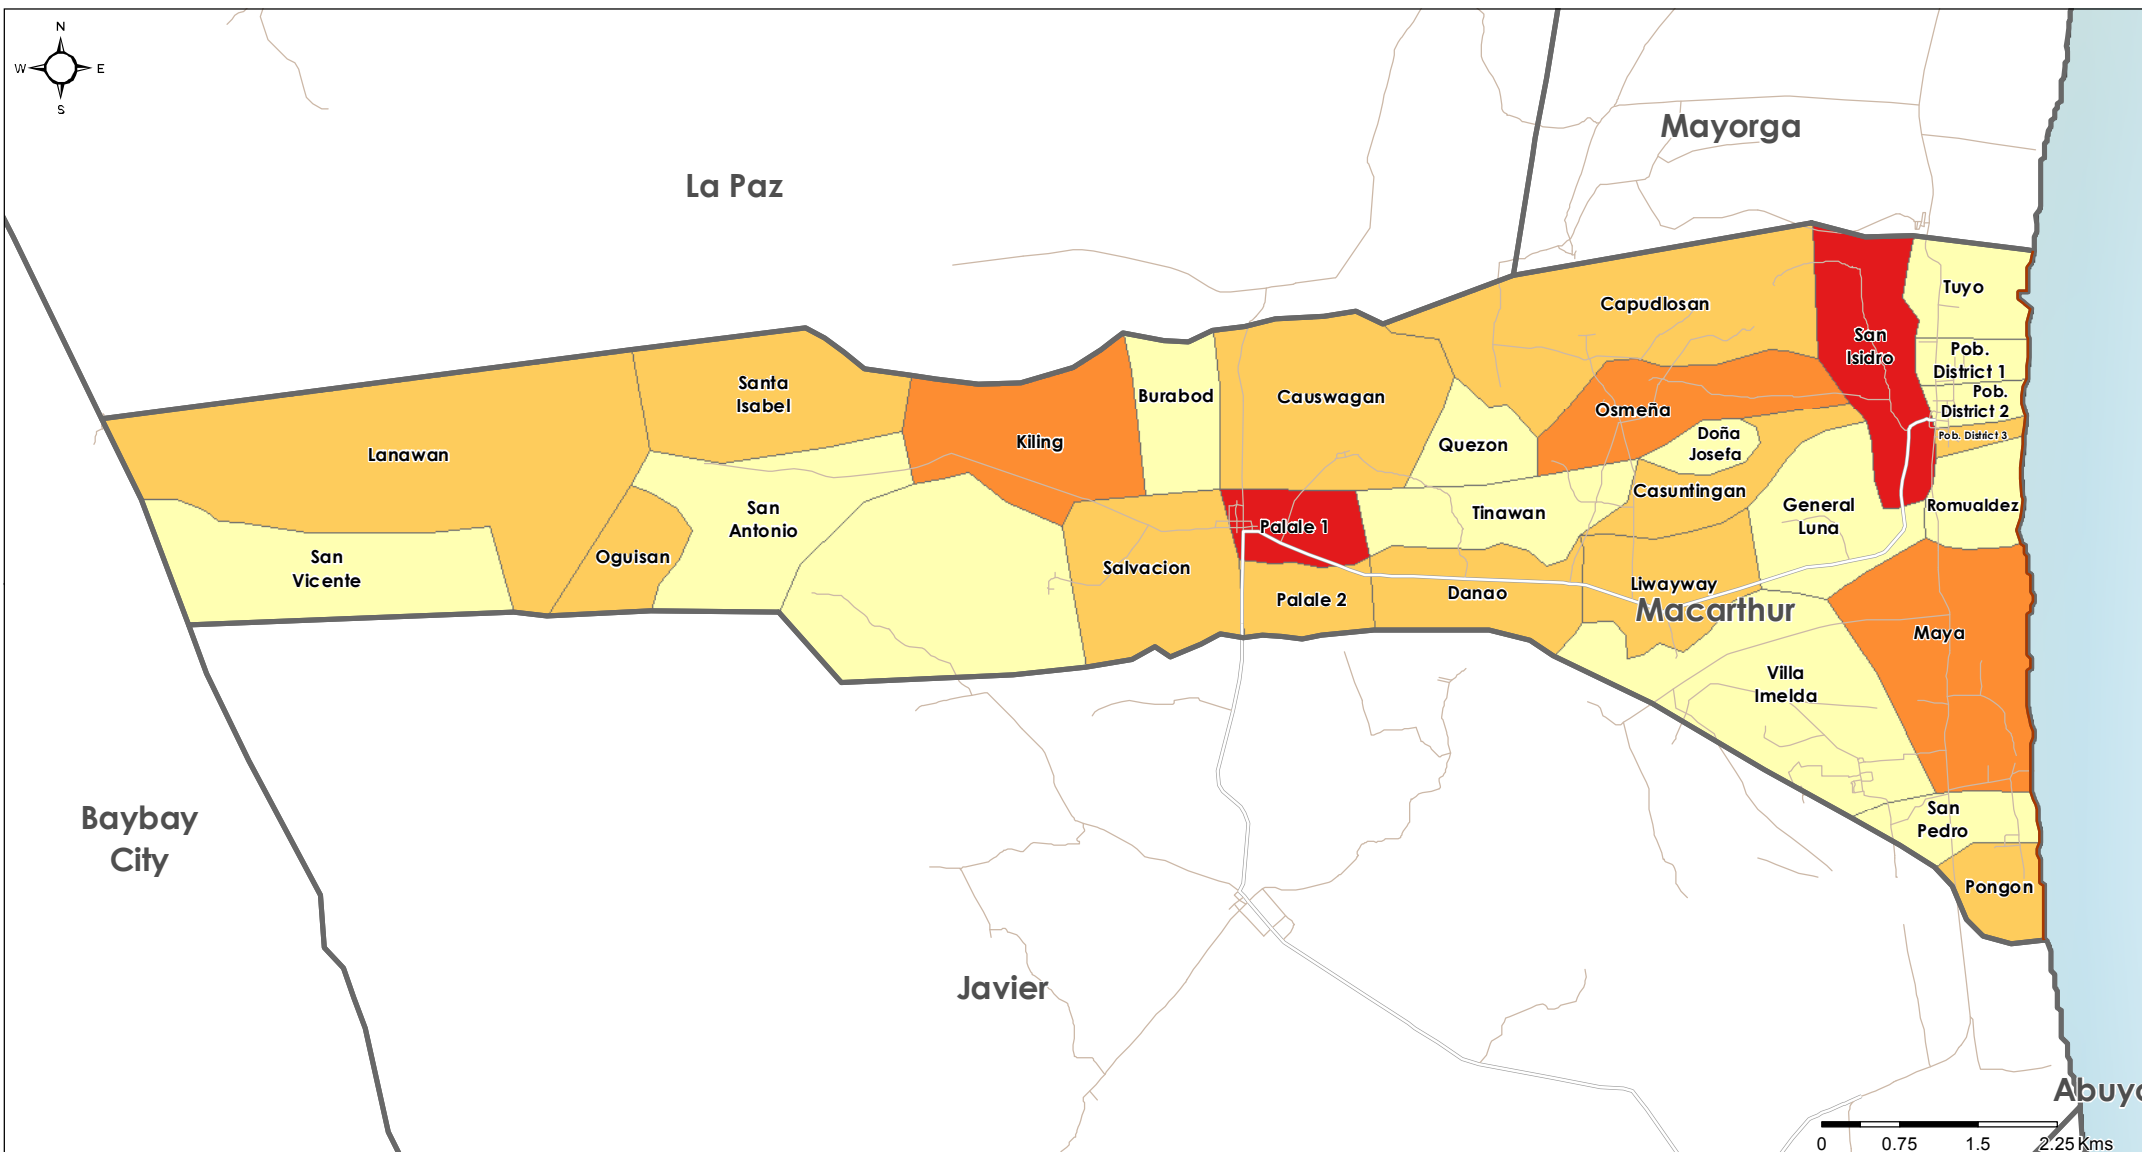 N
W E
S
Mayorga
La Paz
Tuyo
Capudlosan
San
Isidro
Pob.
District 1
Santa
Isabel
Burabod
Causwagan
Pob.
District 2
Osmeña
Pob. District 3
Doña
Josefa
Kiling
Quezon
Lanawan
Casuntingan
General
Luna
Romualdez
San
Antonio
Tinawan
Palale 1
San
Vicente
Oguisan
Salvacion
Liwayway
Danao
Palale 2
Macarthur
Maya
Villa
Imelda
San
Pedro
Baybay
City
Pongon
Javier
Abuyo
0 0.75 1.5 2.25 Kms